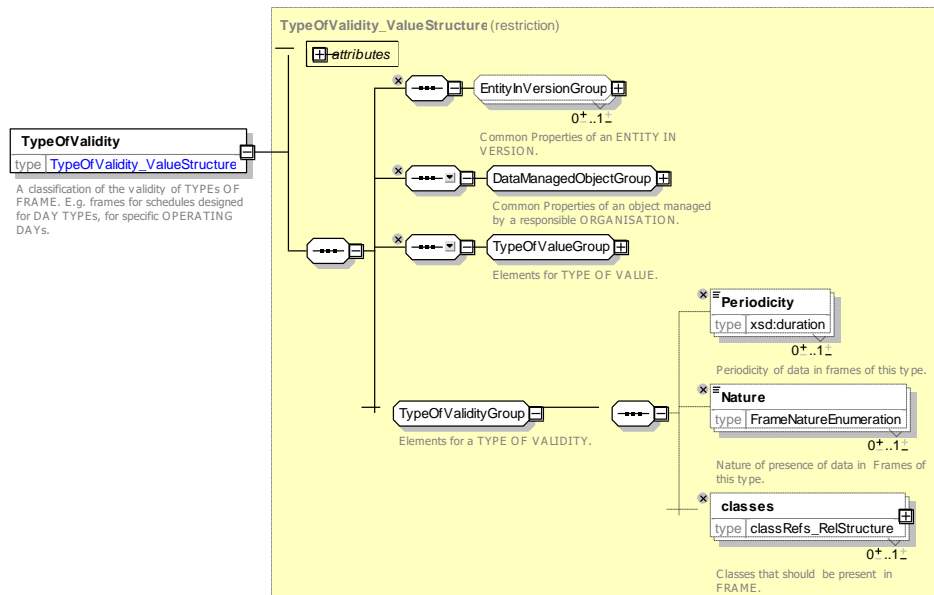 TypeOfValidity_ValueStructure (restriction)
attributes
EntityInVersionGroup
0..1
Common Properties of an ENTITY IN
VERSION.
TypeOfValidity
type TypeOfValidity_ValueStructure
A classification of the validity of TYPEs OF
FRAME. E.g. frames for schedules designed
for DAY TYPEs, for specific OPERATING
DAYs.
DataManagedObjectGroup
Common Properties of an object managed
by a responsible ORGANISATION.
TypeOfValueGroup
Elements for TYPE OF VALUE.
Periodicity
type xsd:duration
0..1
Periodicity of data in frames of this type.
TypeOfValidityGroup
Elements for a TYPE OF VALIDITY.
Nature
type FrameNatureEnumeration
0..1
Nature of presence of data in Frames of
this type.
classes
type classRefs_RelStructure
0..1
Classes that should be present in
FRAME.